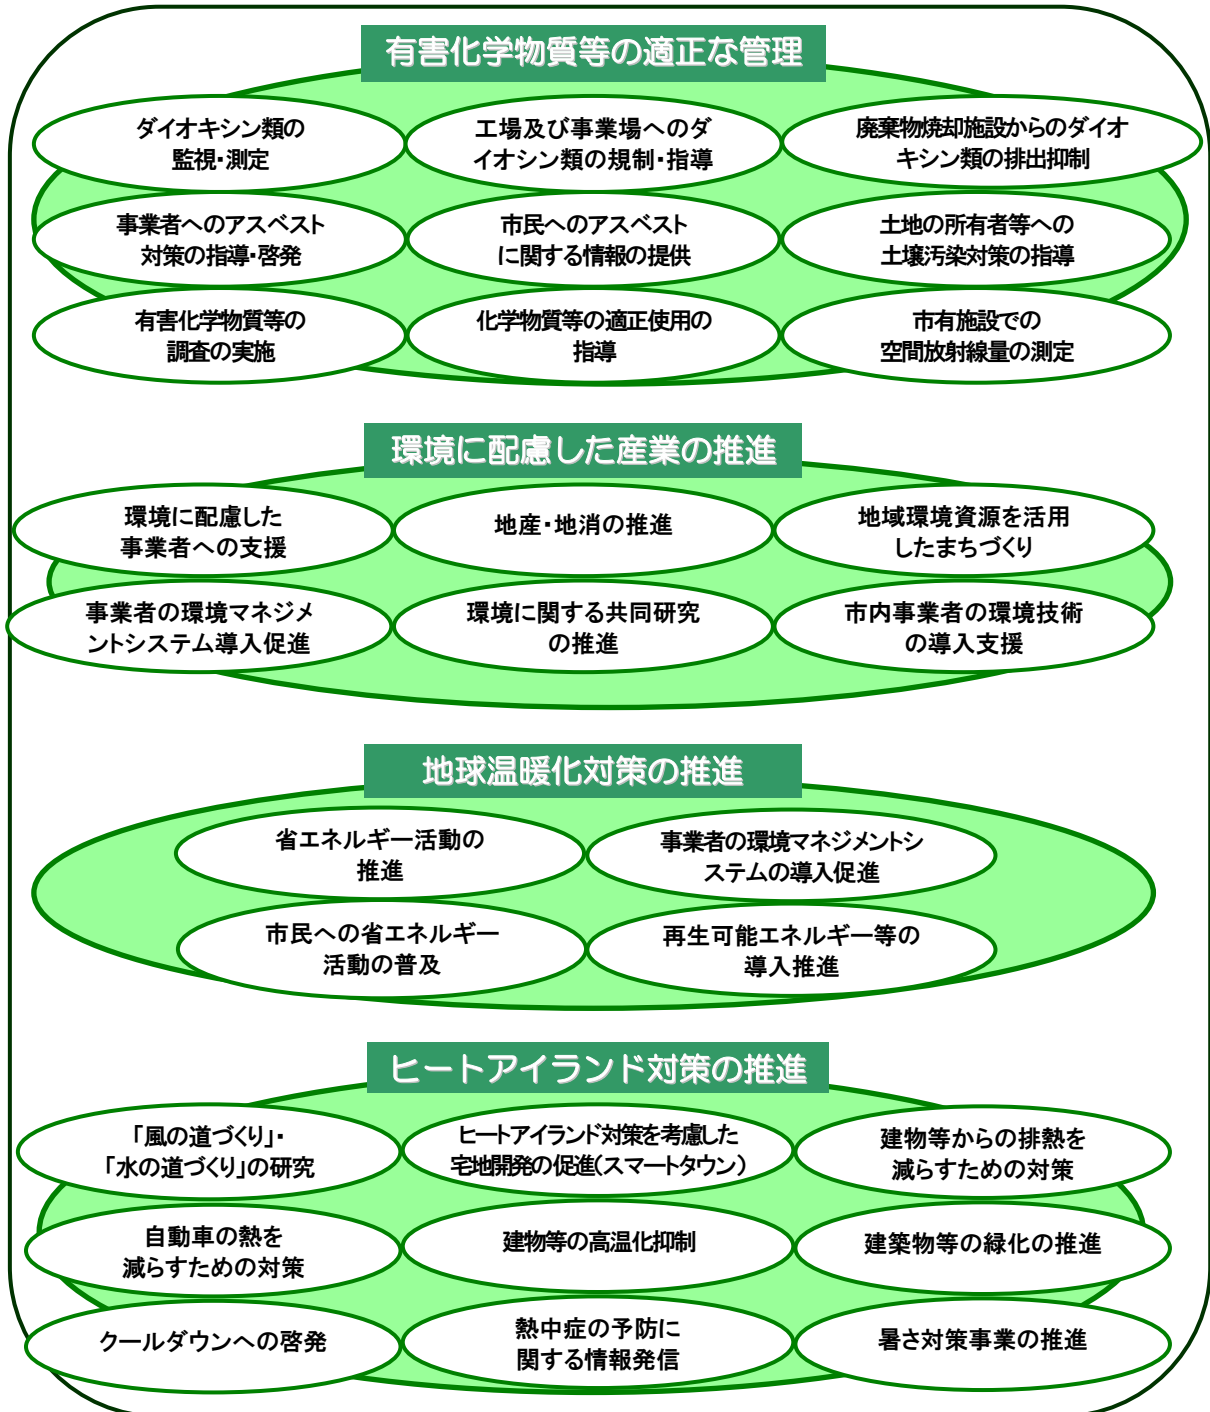 有害化学物質等の適正な管理
ダイオキシン類の
監視・測定
工場及び事業場へのダ
イオシン類の規制・指導
廃棄物焼却施設からのダイオ
キシン類の排出抑制
事業者へのアスベスト
対策の指導・啓発
市民へのアスベスト
に関する情報の提供
土地の所有者等への
土壌汚染対策の指導
有害化学物質等の
調査の実施
化学物質等の適正使用の
指導
市有施設での
空間放射線量の測定
環境に配慮した産業の推進
環境に配慮した
事業者への支援
地産・地消の推進
地域環境資源を活用
したまちづくり
事業者の環境マネジメ
ントシステム導入促進
環境に関する共同研究
の推進
市内事業者の環境技術
の導入支援
地球温暖化対策の推進
省エネルギー活動の
推進
事業者の環境マネジメントシ
ステムの導入促進
市民への省エネルギー
活動の普及
再生可能エネルギー等の
導入推進
ヒートアイランド対策の推進
「風の道づくり」・
「水の道づくり」の研究
ヒートアイランド対策を考慮した
宅地開発の促進（スマートタウン）
建物等からの排熱を
減らすための対策
自動車の熱を
減らすための対策
建物等の高温化抑制
建築物等の緑化の推進
クールダウンへの啓発
熱中症の予防に
関する情報発信
暑さ対策事業の推進